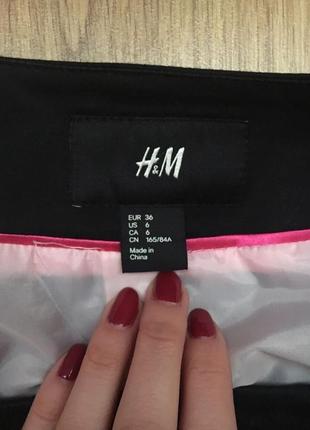 H&M
EUR 36
US 6
CA 6
CN 165/84A
Made in
China